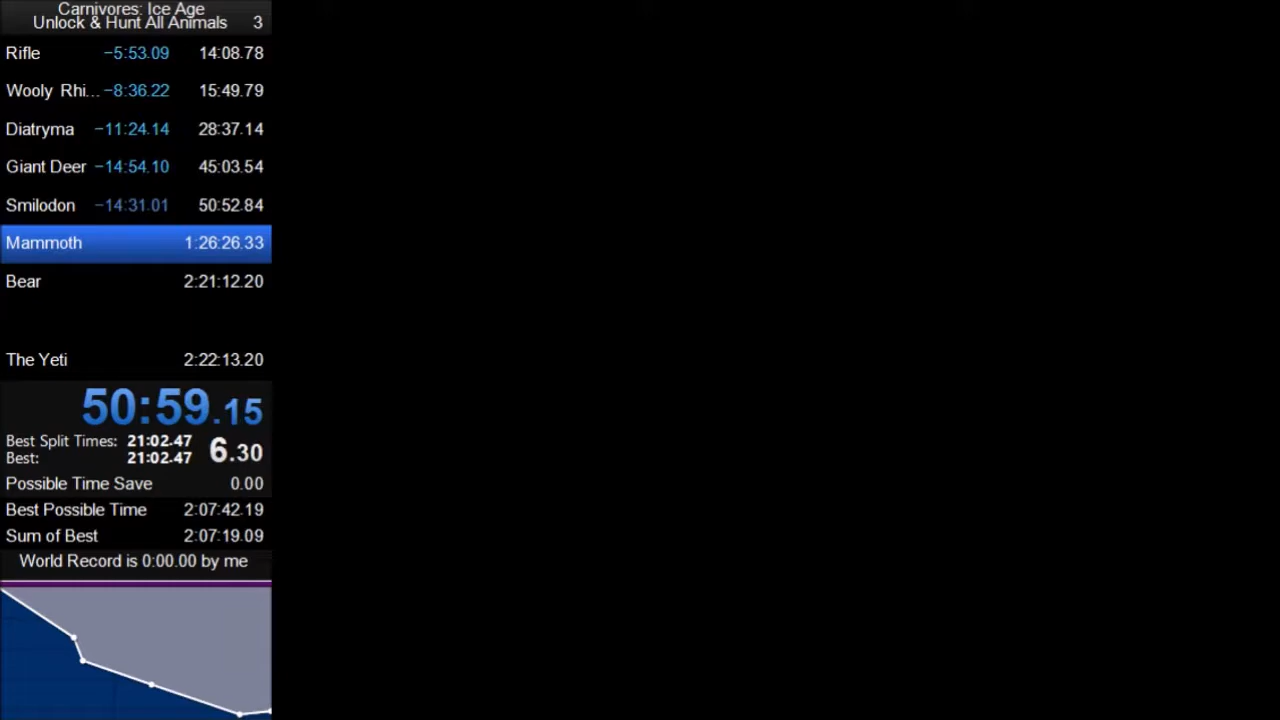 Carnivores: Ice Age
Unlock & Hunt All Animals 3
Rifle −5:53.09 14:08.78
Wooly Rhi... −8:36.22 15:49.79
Diatryma −11:24.14 28:37.14
Giant Deer −14:54.10 45:03.54
Smilodon −14:31.01 50:52.84
Mammoth 1:26:26.33
Bear 2:21:12.20
The Yeti 2:22:13.20
50:59.15
Best Split Times: 21:02.47 6.30
Best: 21:02.47
Possible Time Save 0.00
Best Possible Time 2:07:42.19
Sum of Best 2:07:19.09
World Record is 0:00.00 by me